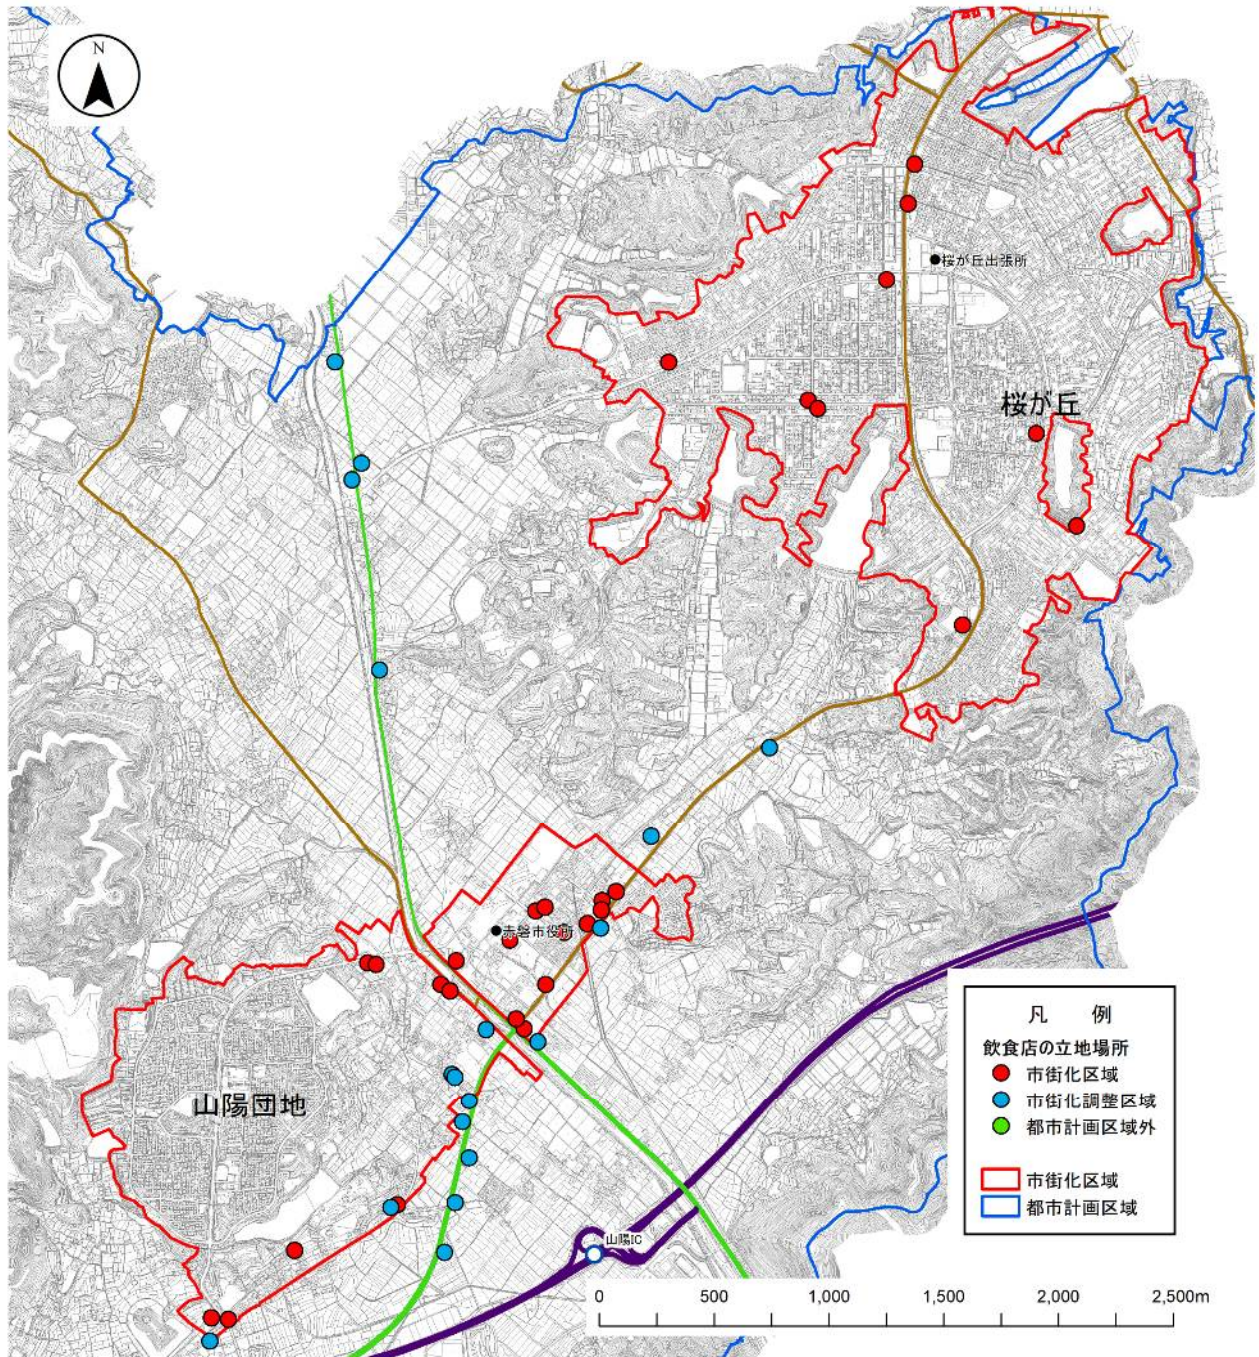 N
桜が丘出張所
桜が丘
赤磐市役所
山陽団地
山陽IC
凡 例
飲食店の立地場所
市街化区域
市街化調整区域
都市計画区域外
市街化区域
都市計画区域
0 500 1,000 1,500 2,000 2,500m